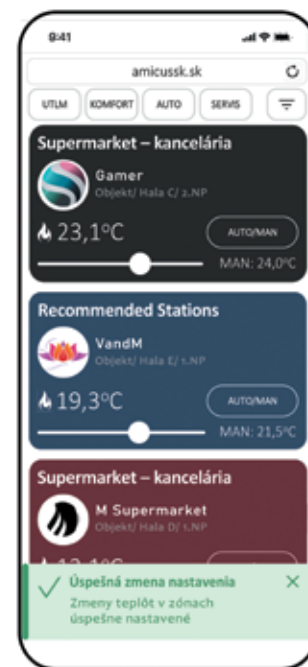 9:41
amicussk.sk
UTLM KOMFORT AUTO SERVIS
Supermarket – kancelária
Gamer
Objekt/ Hala C/ 2.NP
23,1°C AUTO/MAN
MAN: 24,0°C
Recommended Stations
VandM
Objekt/ Hala E/ 1.NP
19,3°C AUTO/MAN
MAN: 21,5°C
Supermarket – kancelária
M Supermarket
Objekt/ Hala D/ 1.NP
Úspešná zmena nastavenia
Zmeny teplôt v zónach
úspešne nastavené